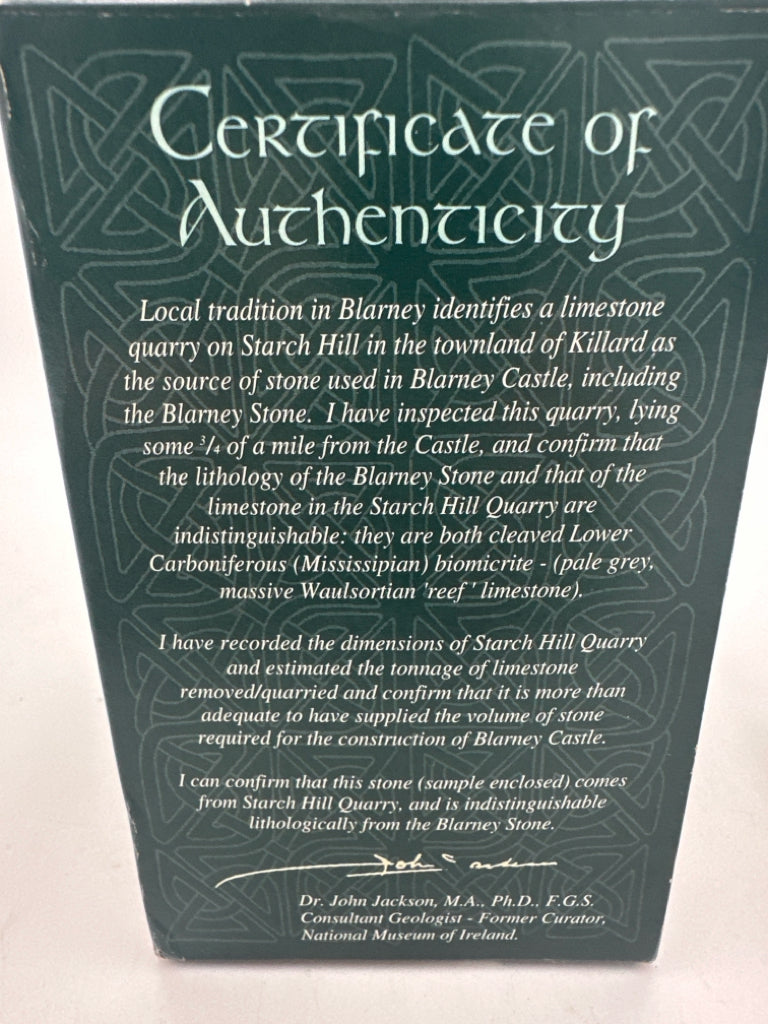 Certificate of
Authenticity
Local tradition in Blarney identifies a limestone
quarry on Starch Hill in the townland of Killard as
the source of stone used in Blarney Castle, including
the Blarney Stone. I have inspected this quarry, lying
some 3/4 of a mile from the Castle, and confirm that
the lithology of the Blarney Stone and that of the
limestone in the Starch Hill Quarry are
indistinguishable: they are both cleaved Lower
Carboniferous (Mississipian) biomicrite - (pale grey,
massive Waulsortian 'reef' limestone).
I have recorded the dimensions of Starch Hill Quarry
and estimated the tonnage of limestone
removed/quarried and confirm that it is more than
adequate to have supplied the volume of stone
required for the construction of Blarney Castle.
I can confirm that this stone (sample enclosed) comes
from Starch Hill Quarry, and is indistinguishable
lithologically from the Blarney Stone.
John Jackson
Dr. John Jackson, M.A., Ph.D., F.G.S.
Consultant Geologist - Former Curator,
National Museum of Ireland.